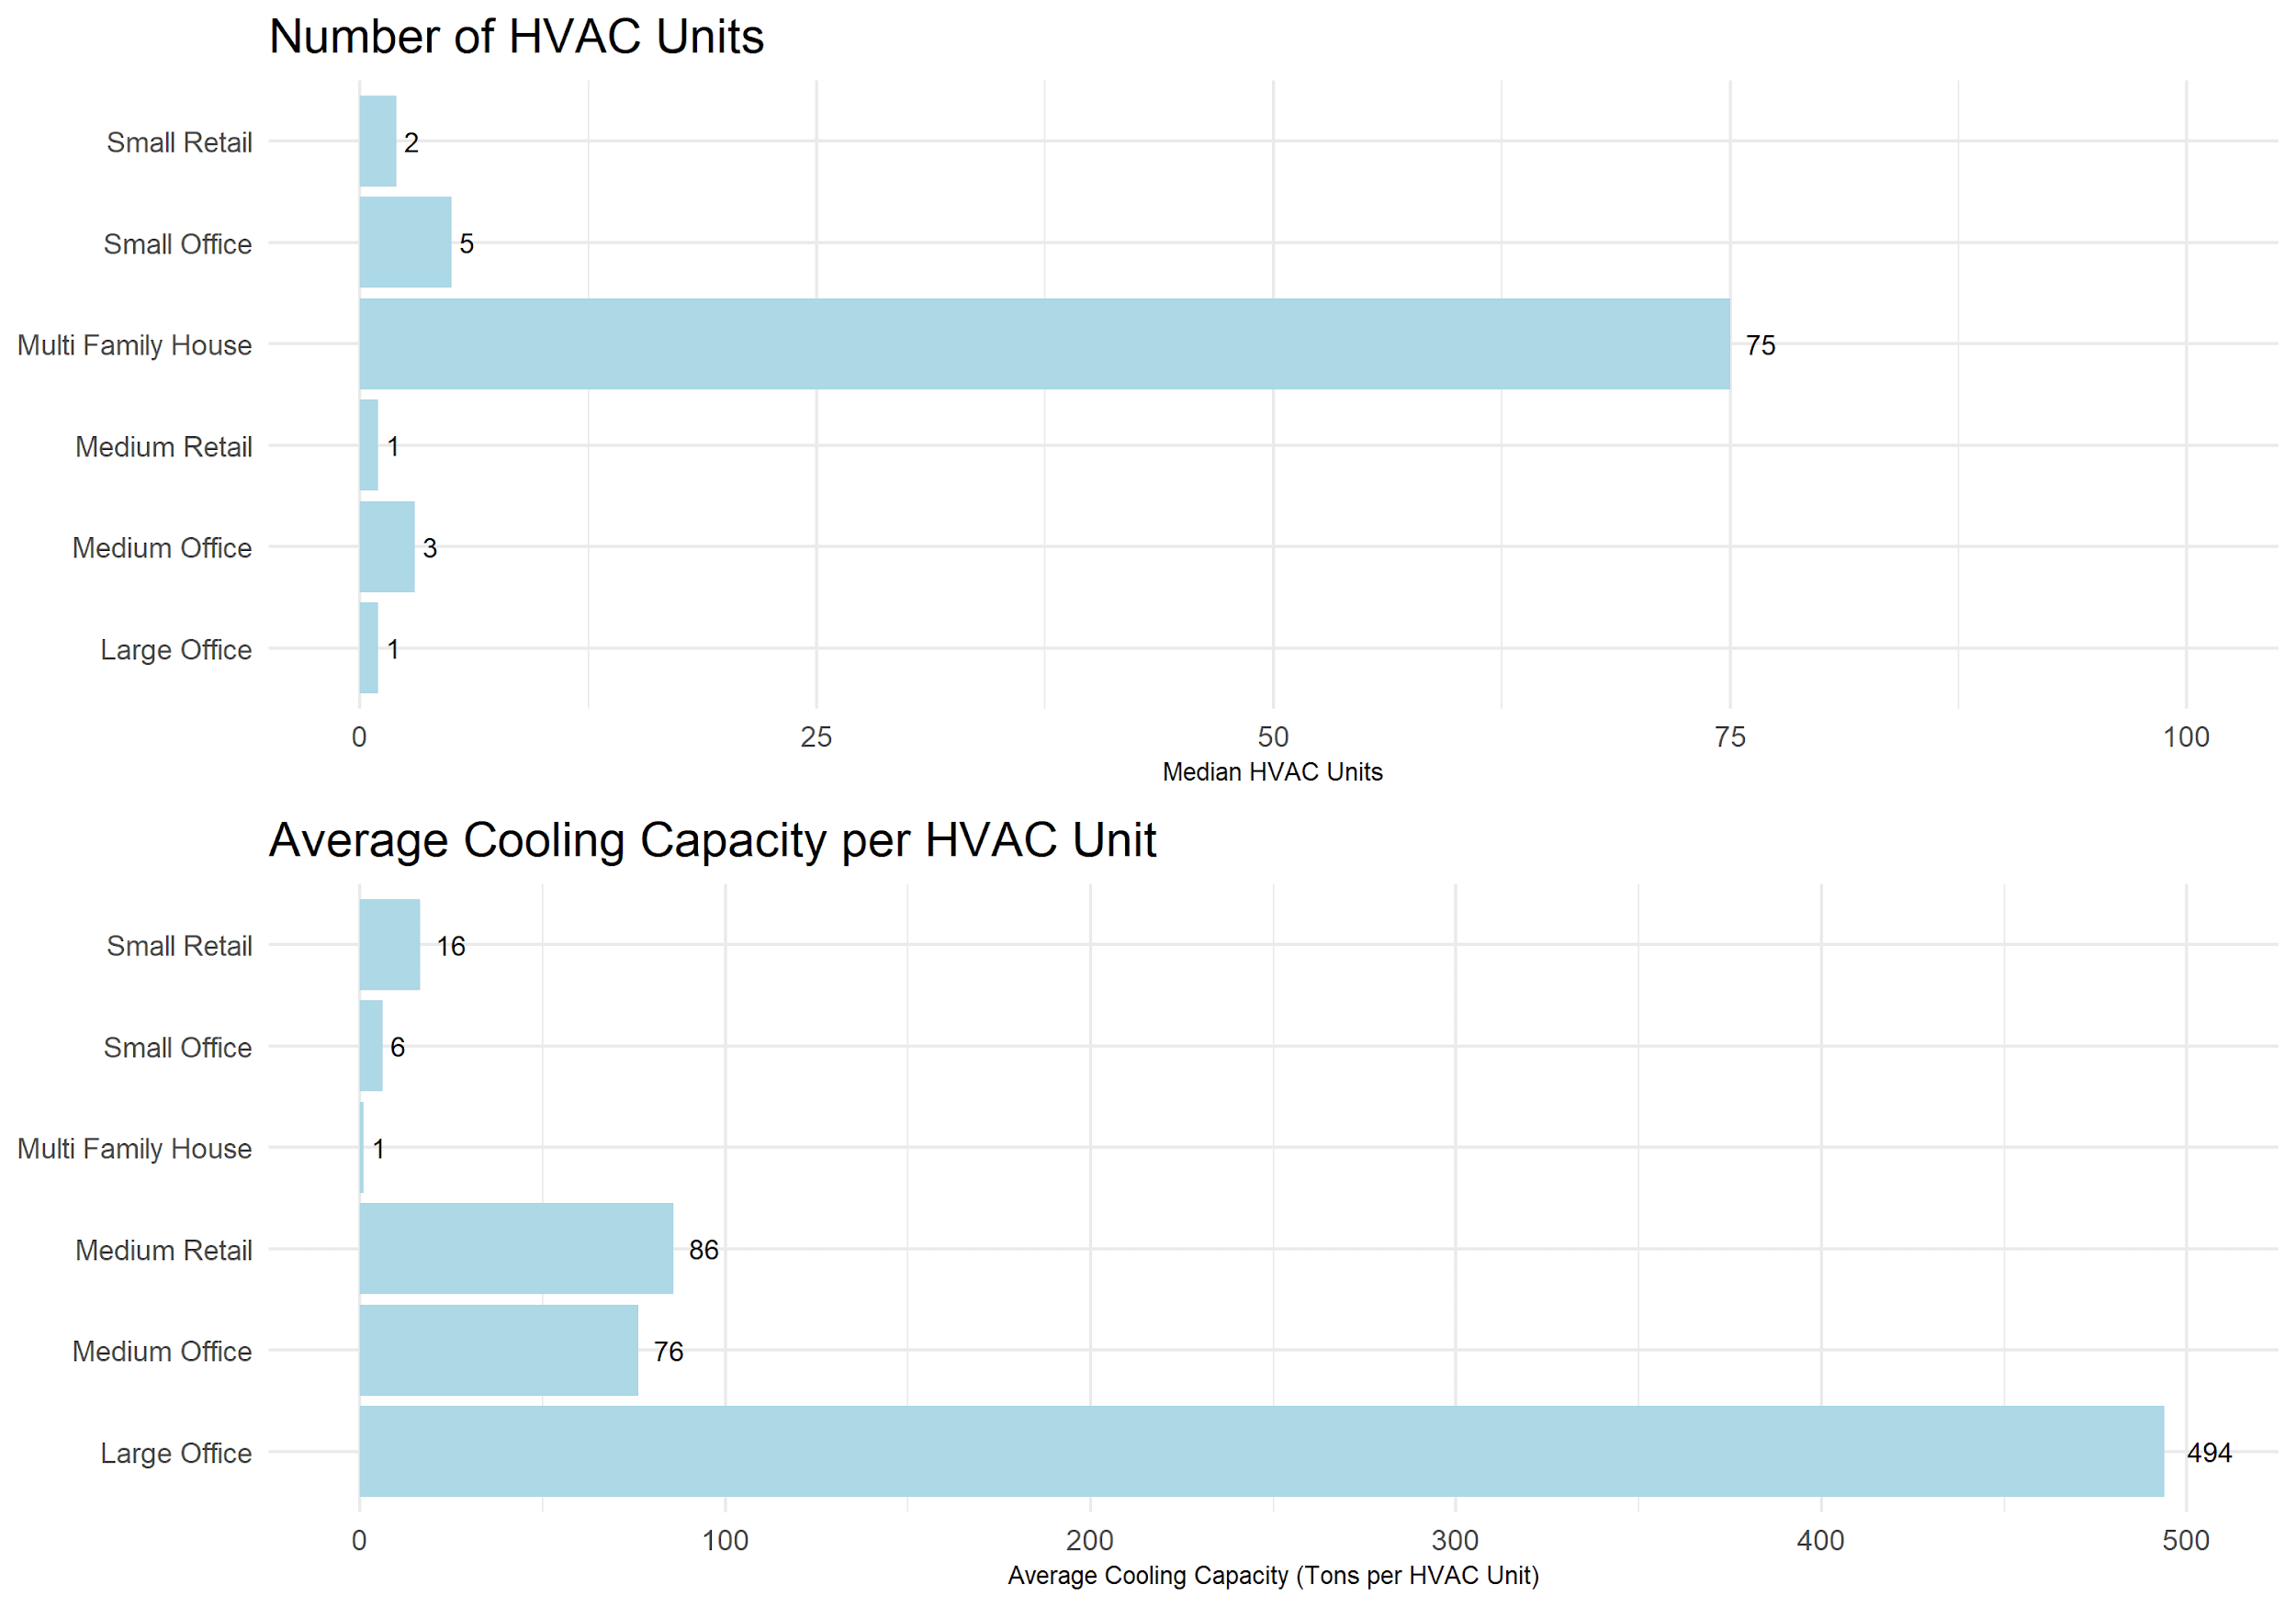 Number of HVAC Units
Small Retail 2
Small Office 5
Multi Family House 75
Medium Retail 1
Medium Office 3
Large Office 1
0 25 50 75 100
Median HVAC Units
Average Cooling Capacity per HVAC Unit
Small Retail 16
Small Office 6
Multi Family House 1
Medium Retail 86
Medium Office 76
Large Office 494
0 100 200 300 400 500
Average Cooling Capacity (Tons per HVAC Unit)